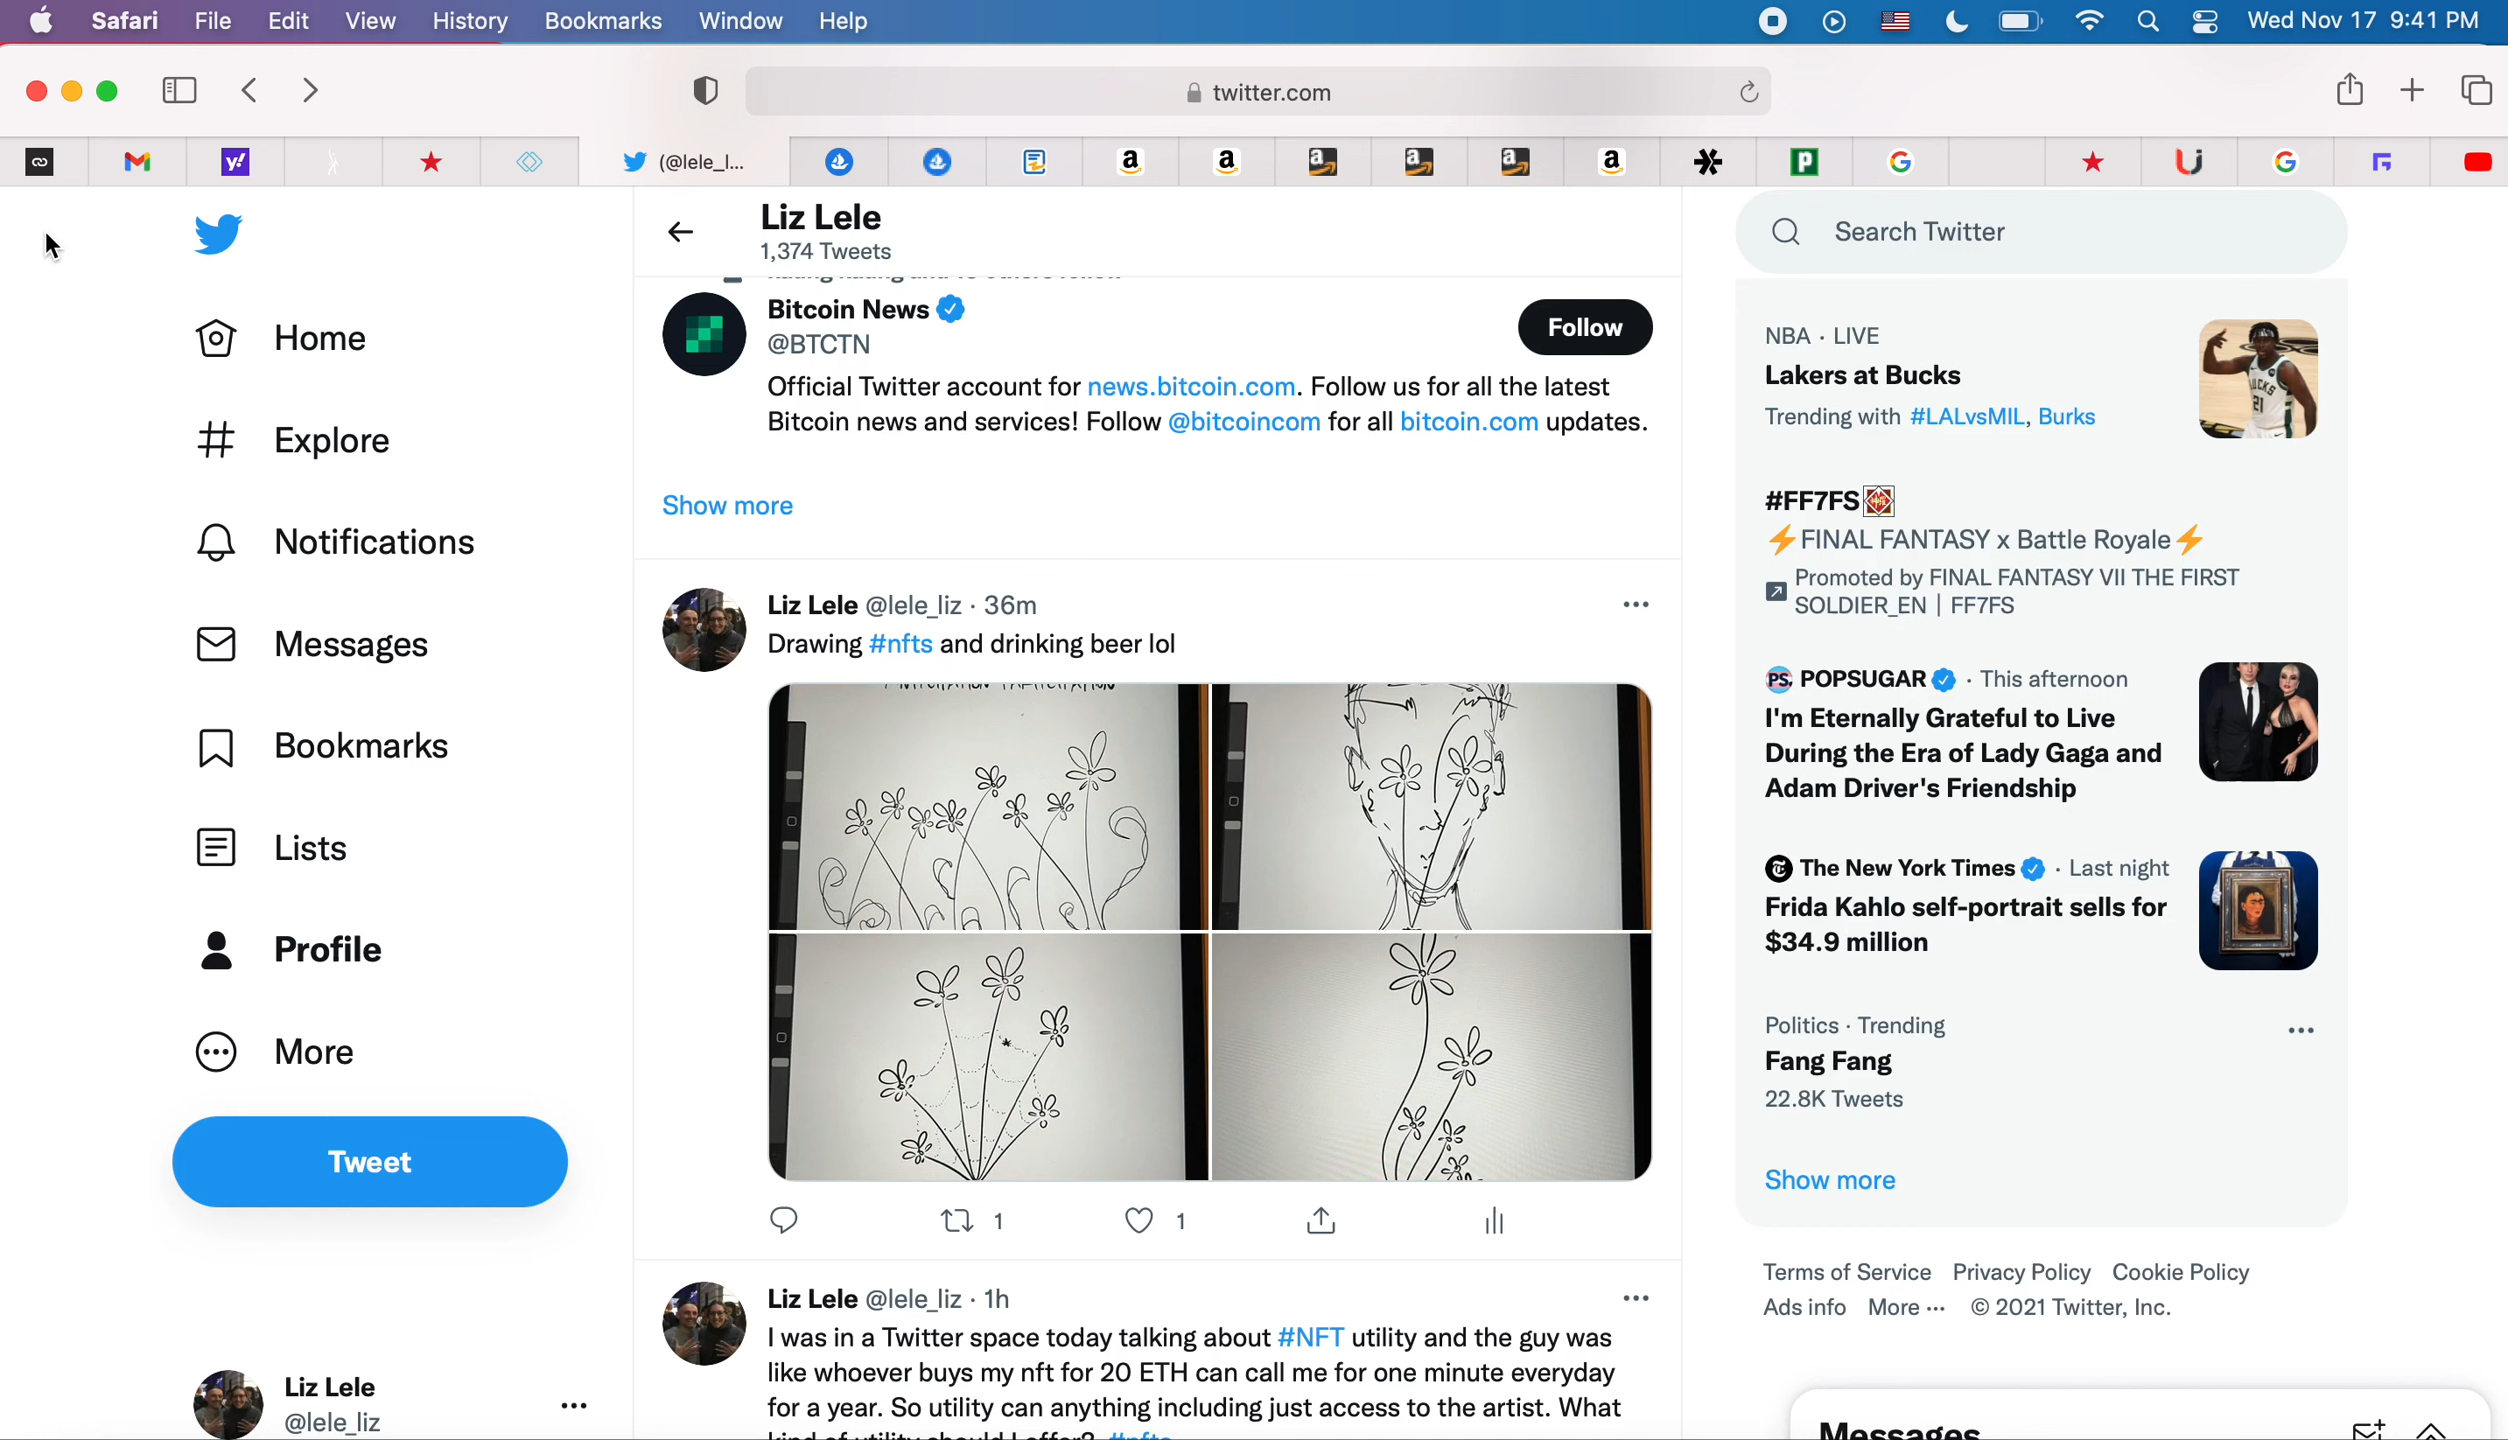 Safari File Edit View History Bookmarks Window Help Wed Nov 17 9:41 PM
twitter.com
(@lele_l...
Home
Explore
Notifications
Messages
Bookmarks
Lists
Profile
More
Tweet
Liz Lele
@lele_liz
Liz Lele
1,374 Tweets
Bitcoin News
@BTCTN
Follow
Official Twitter account for news.bitcoin.com. Follow us for all the latest
Bitcoin news and services! Follow @bitcoincom for all bitcoin.com updates.
Show more
Liz Lele @lele_liz · 36m
Drawing #nfts and drinking beer lol
1 1
Liz Lele @lele_liz · 1h
I was in a Twitter space today talking about #NFT utility and the guy was
like whoever buys my nft for 20 ETH can call me for one minute everyday
for a year. So utility can anything including just access to the artist. What
kind of utility should I offer? #nfts
Search Twitter
NBA · LIVE
Lakers at Bucks
Trending with #LALvsMIL, Burks
#FF7FS
⚡FINAL FANTASY x Battle Royale⚡
Promoted by FINAL FANTASY VII THE FIRST
SOLDIER_EN | FF7FS
POPSUGAR · This afternoon
I'm Eternally Grateful to Live
During the Era of Lady Gaga and
Adam Driver's Friendship
The New York Times · Last night
Frida Kahlo self-portrait sells for
$34.9 million
Politics · Trending
Fang Fang
22.8K Tweets
Show more
Terms of Service Privacy Policy Cookie Policy
Ads info More ··· © 2021 Twitter, Inc.
Messages